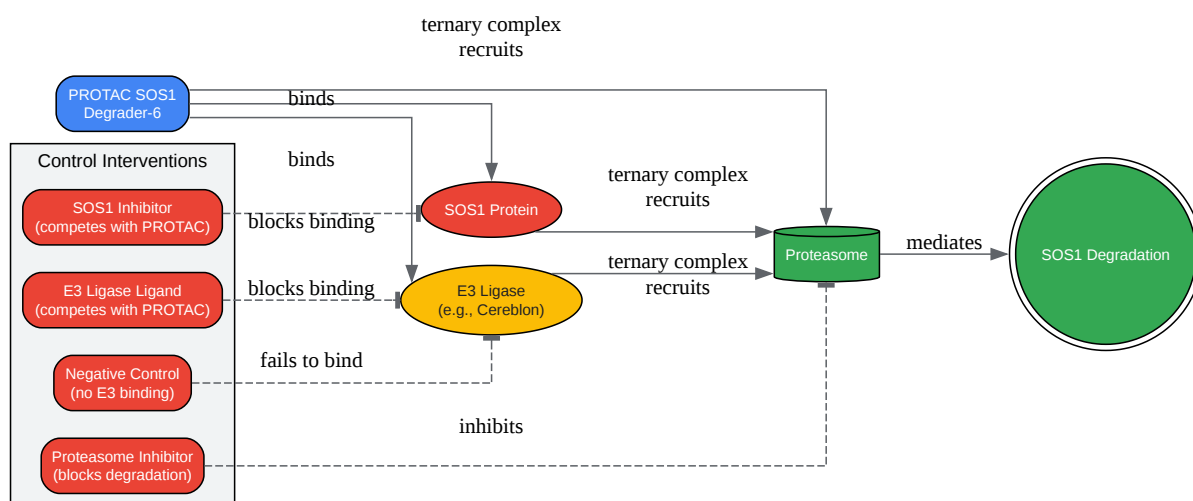 ternary complex
recruits
PROTAC SOS1
Degrader-6
binds
Control Interventions
binds
SOS1 Inhibitor
(competes with PROTAC)
blocks binding
SOS1 Protein
ternary complex
recruits
Proteasome
mediates
SOS1 Degradation
E3 Ligase Ligand
(competes with PROTAC)
blocks binding
E3 Ligase
(e.g., Cereblon)
ternary complex
recruits
Negative Control
(no E3 binding)
fails to bind
Proteasome Inhibitor
(blocks degradation)
inhibits